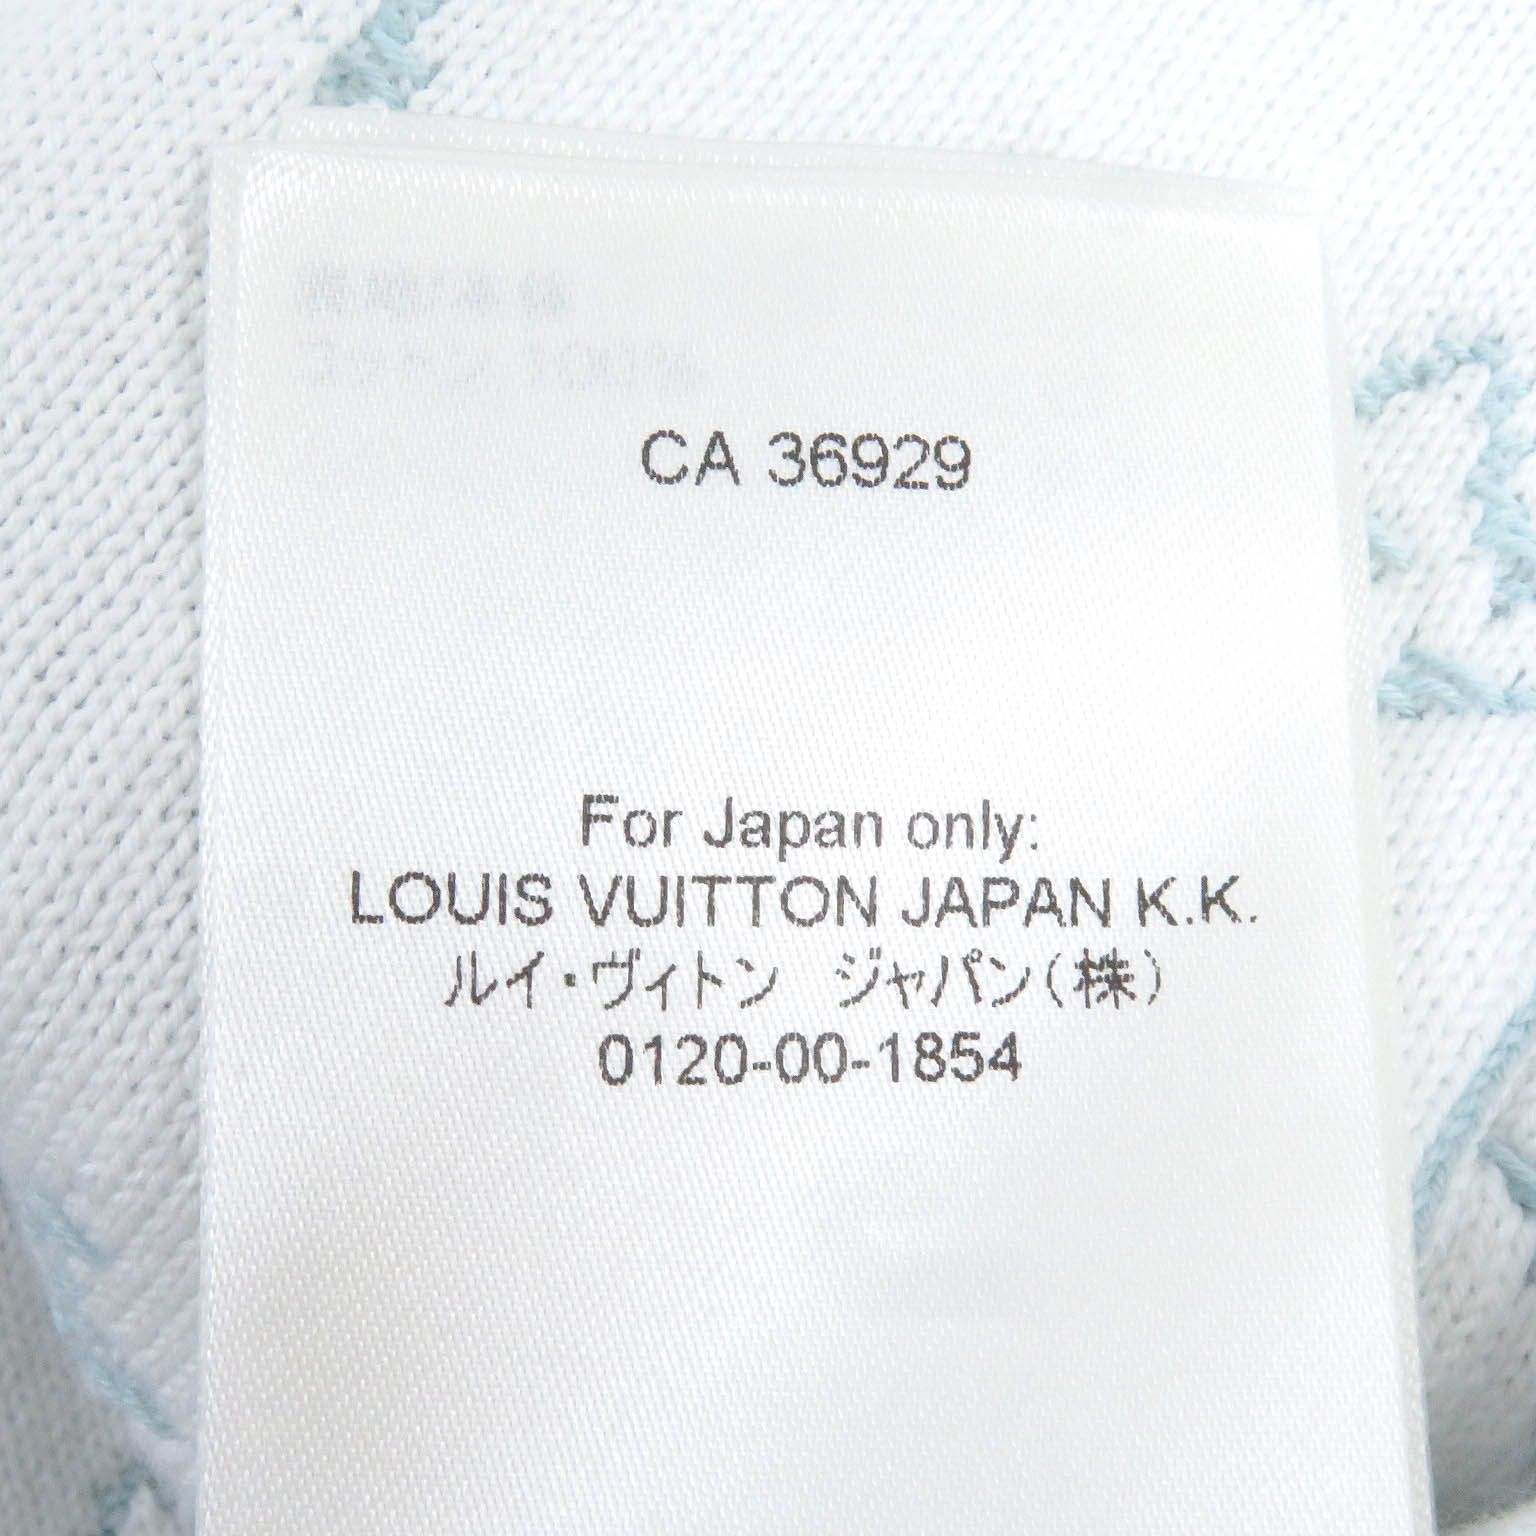 CA 36929
For Japan only:
LOUIS VUITTON JAPAN K.K.
ルイ・ヴィトン　ジャパン(株)
0120-00-1854